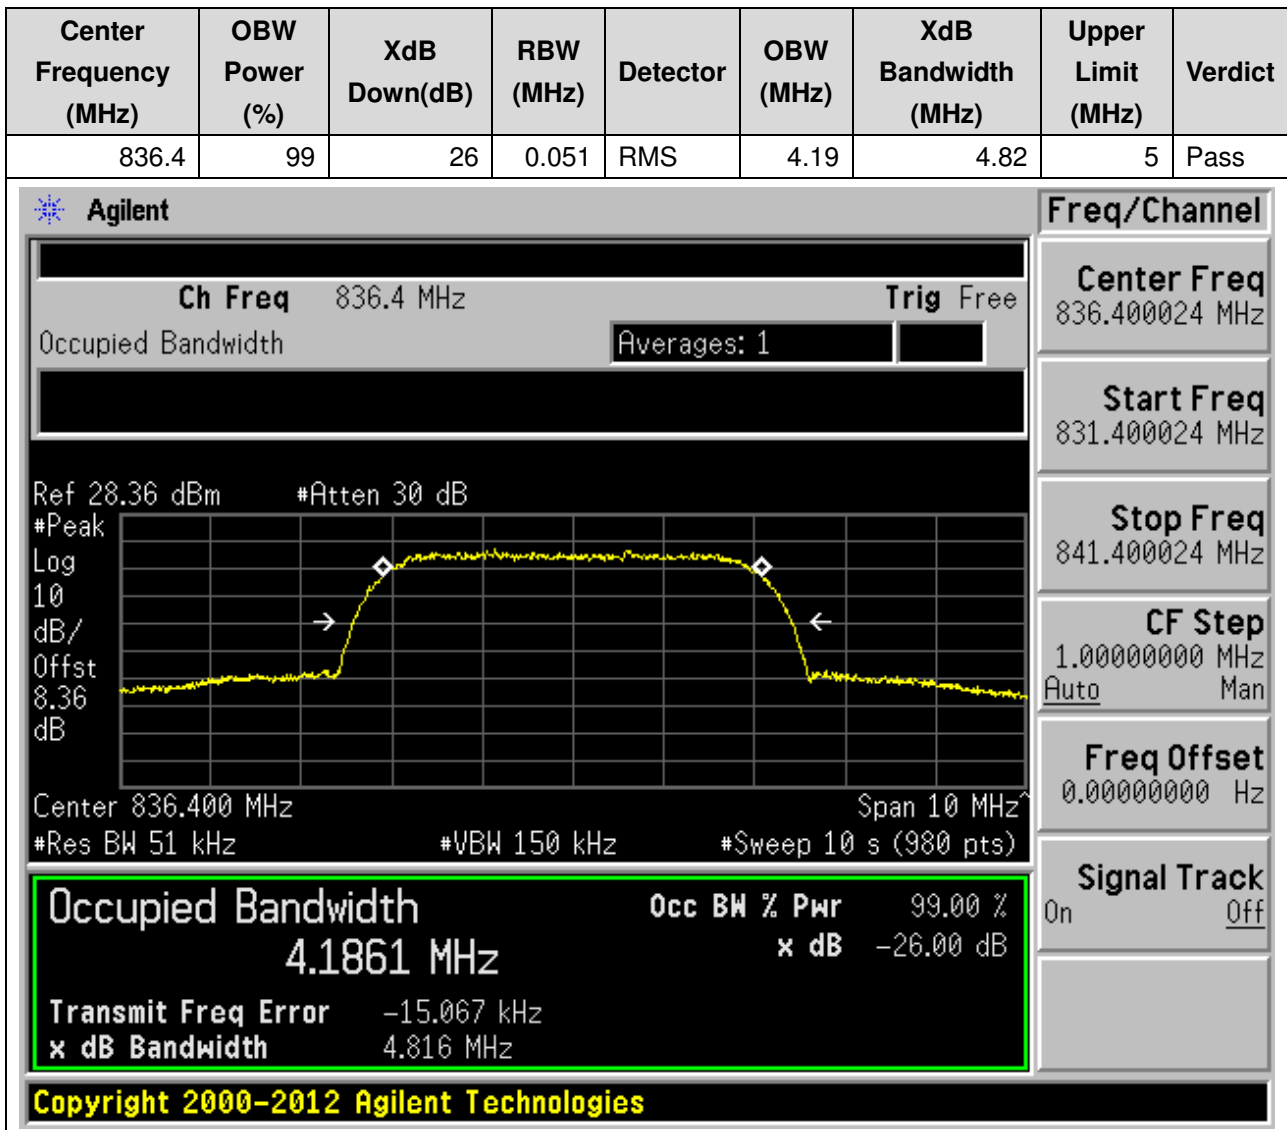 Center Frequency (MHz) OBW Power (%) XdB Down(dB) RBW (MHz) Detector OBW (MHz) XdB Bandwidth (MHz) Upper Limit (MHz) Verdict
836.4 99 26 0.051 RMS 4.19 4.82 5 Pass
Agilent
Ch Freq 836.4 MHz Trig Free
Occupied Bandwidth Averages: 1
Ref 28.36 dBm #Atten 30 dB
#Peak
Log
10
dB/
Offst
8.36
dB
Center 836.400 MHz Span 10 MHz^
#Res BW 51 kHz #VBW 150 kHz #Sweep 10 s (980 pts)
Occupied Bandwidth Occ BW % Pwr 99.00 %
4.1861 MHz x dB -26.00 dB
Transmit Freq Error -15.067 kHz
x dB Bandwidth 4.816 MHz
Copyright 2000-2012 Agilent Technologies
Freq/Channel
Center Freq
836.400024 MHz
Start Freq
831.400024 MHz
Stop Freq
841.400024 MHz
CF Step
1.00000000 MHz
Auto Man
Freq Offset
0.00000000 Hz
Signal Track
On Off